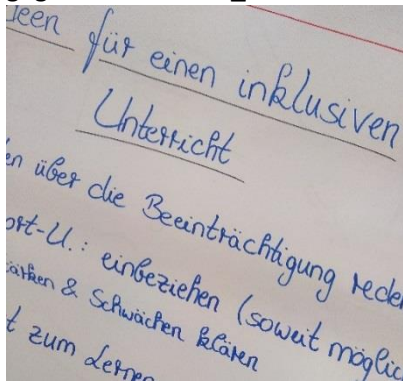 für einen inklusiven
Unterricht
über die Beeinträchtigung
einbeziehen (soweit
& Schwächen klären
zum